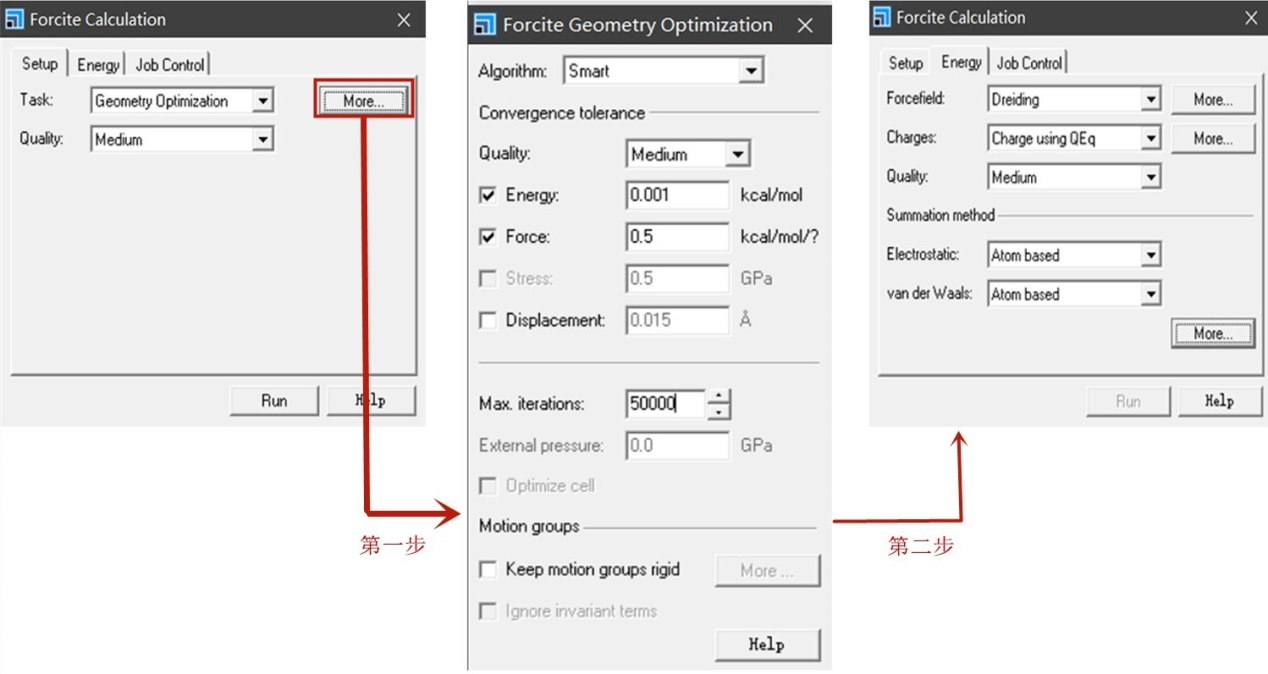 Forcite Calculation
Setup Energy Job Control
Task: Geometry Optimization More...
Quality: Medium
Run Help
第一步
Forcite Geometry Optimization
Algorithm: Smart
Convergence tolerance
Quality: Medium
Energy: 0.001 kcal/mol
Force: 0.5 kcal/mol/?
Stress: 0.5 GPa
Displacement: 0.015 Å
Max. iterations: 50000
External pressure: 0.0 GPa
Optimize cell
Motion groups
Keep motion groups rigid More ...
Ignore invariant terms
Help
第二步
Forcite Calculation
Setup Energy Job Control
Forcefield: Dreiding More...
Charges: Charge using QEq More...
Quality: Medium
Summation method
Electrostatic: Atom based
van der Waals: Atom based
More...
Run Help